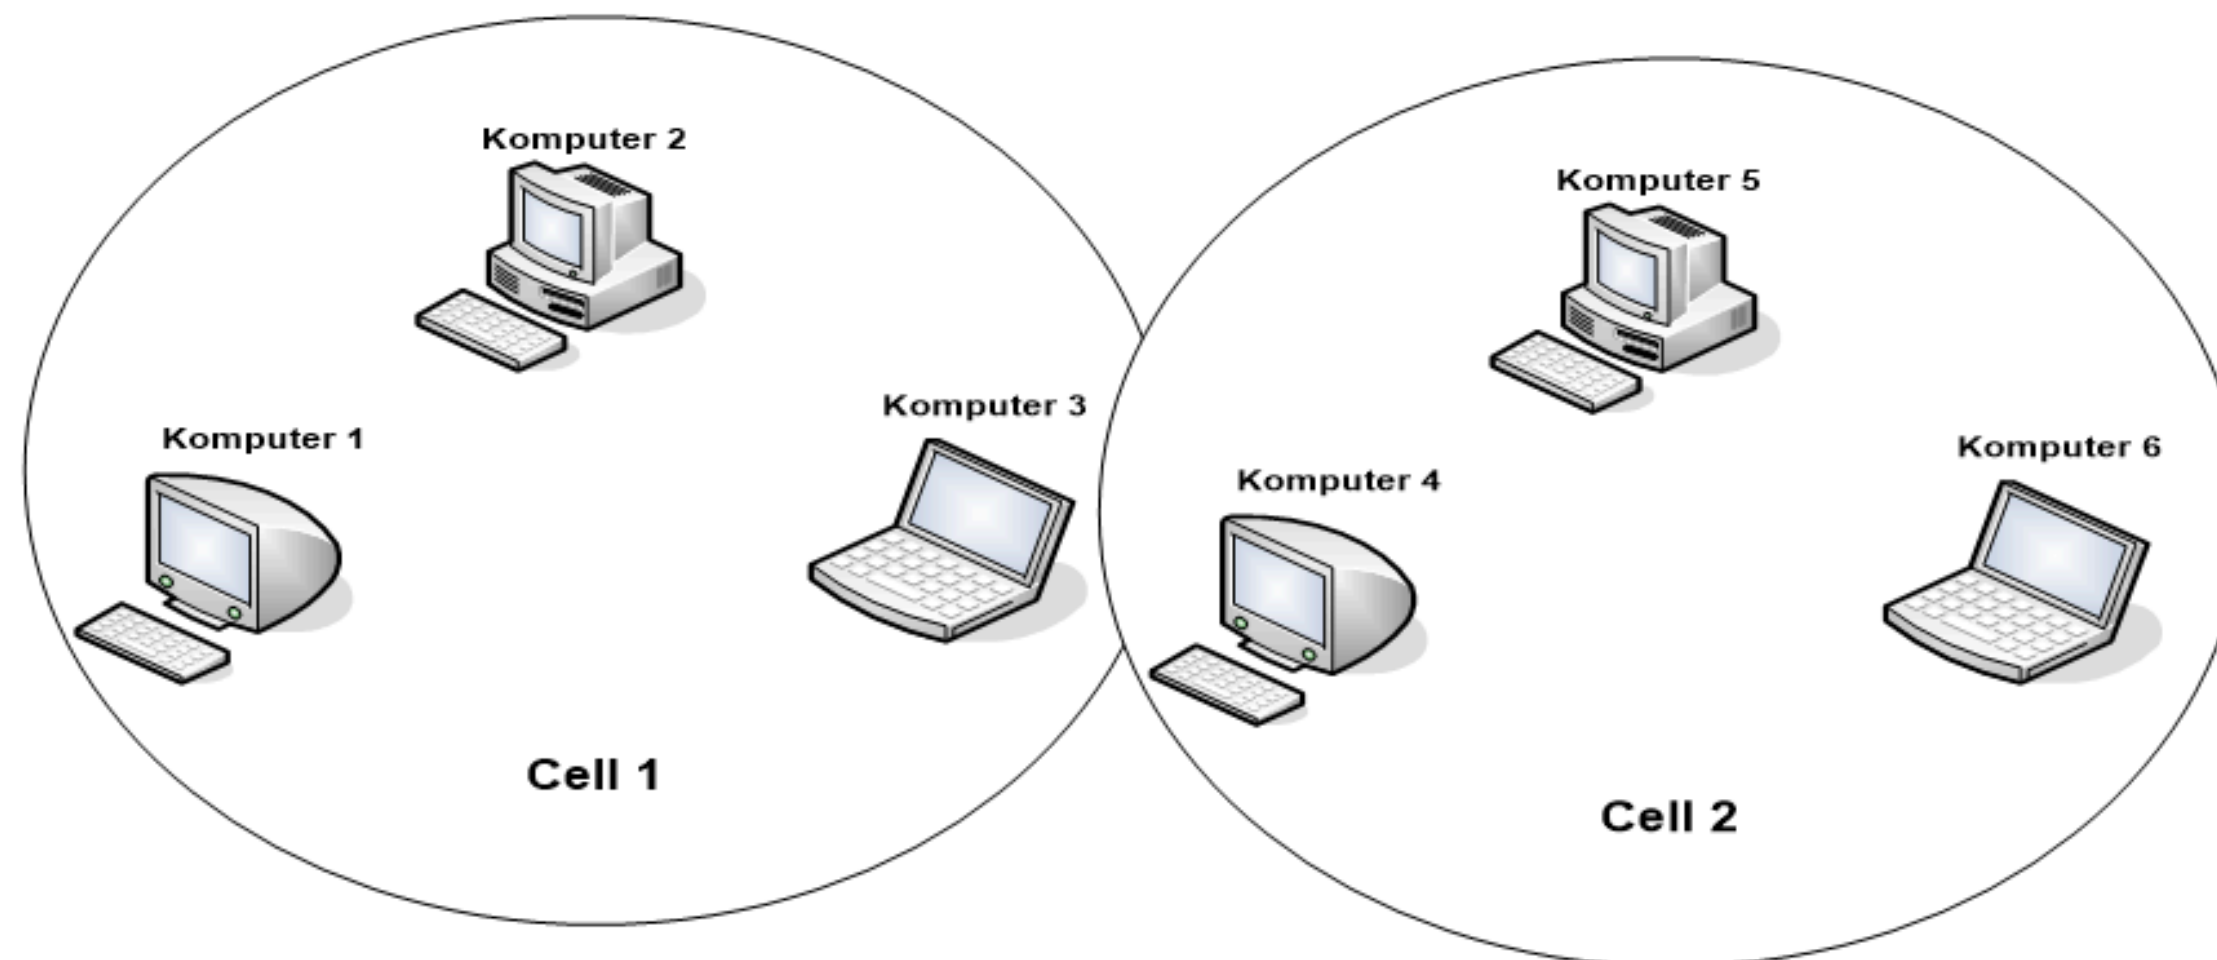 Komputer 2
Komputer 1
Komputer 3
Cell 1
Komputer 5
Komputer 4
Komputer 6
Cell 2